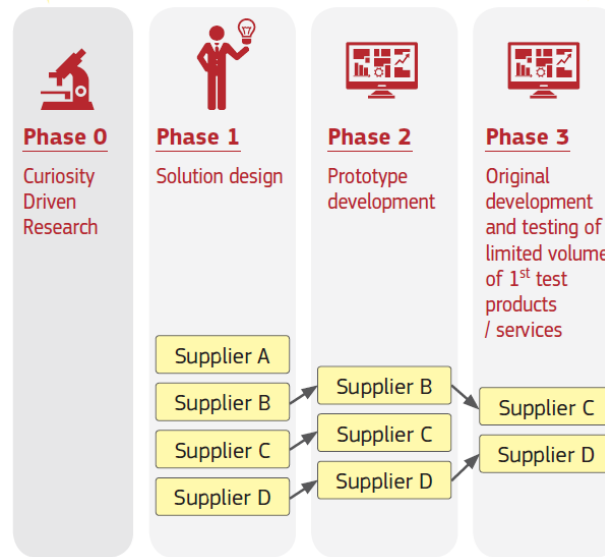 Phase 0
Curiosity
Driven
Research
Phase 1
Solution design
Supplier A
Supplier B
Supplier C
Supplier D
Phase 2
Prototype
development
Supplier B
Supplier C
Supplier D
Phase 3
Original
development
and testing of
limited volume
of 1st test
products
/ services
Supplier C
Supplier D